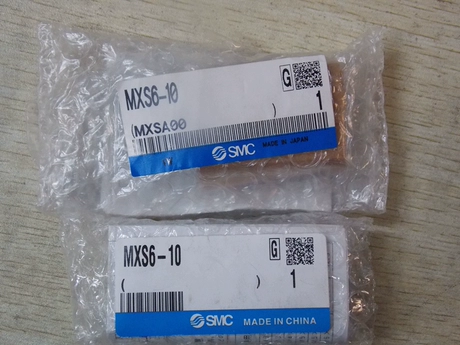 MXS6-10
G
1
(MXSA00 )
SMC MADE IN JAPAN
MXS6-10
G
1
( )
SMC MADE IN CHINA